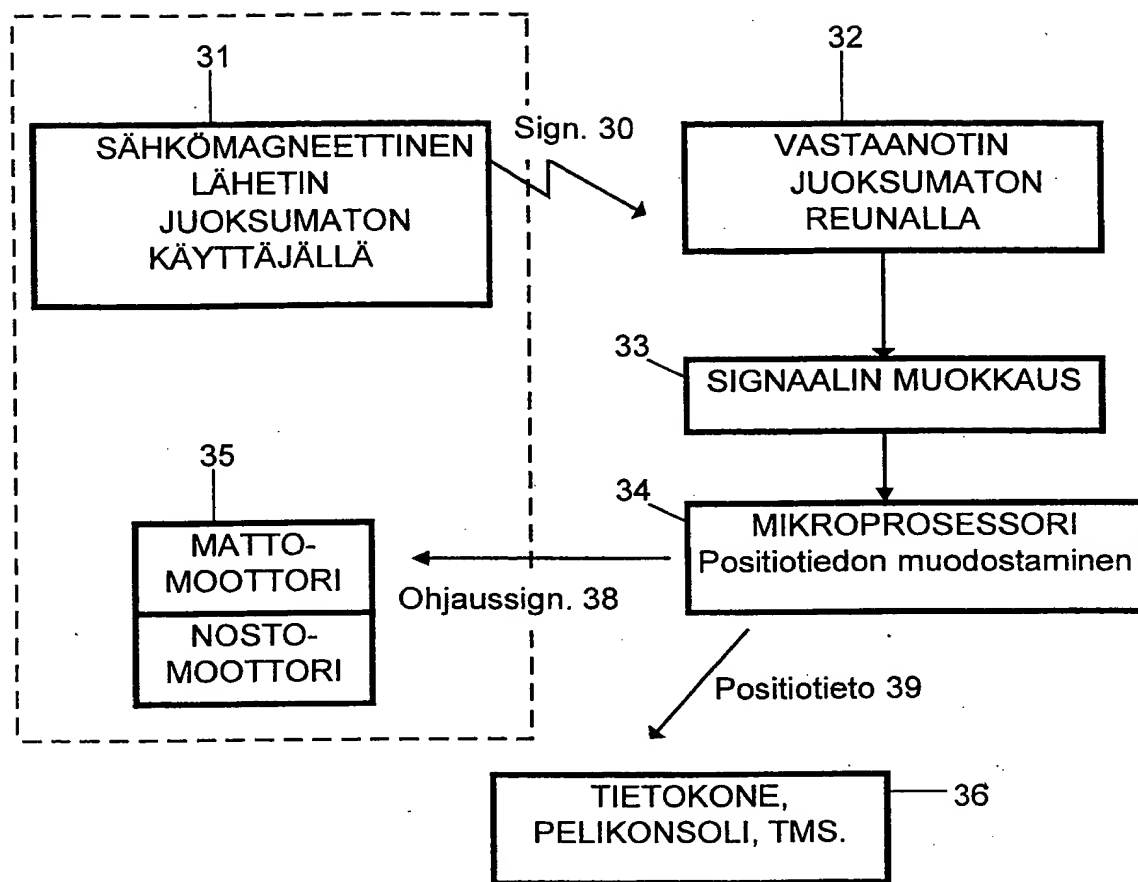 31
SÄHKÖMAGNEETTINEN
LÄHETIN
JUOKSUMATON
KÄYTTÄJÄLLÄ
Sign. 30
32
VASTAANOTIN
JUOKSUMATON
REUNALLA
33
SIGNAALIN MUOKKAUS
34
MIKROPROSESSORI
Positiotiedon muodostaminen
35
MATTO-
MOOTTORI
NOSTO-
MOOTTORI
Ohjaussign. 38
Positiotieto 39
36
TIETOKONE,
PELIKONSOLI, TMS.